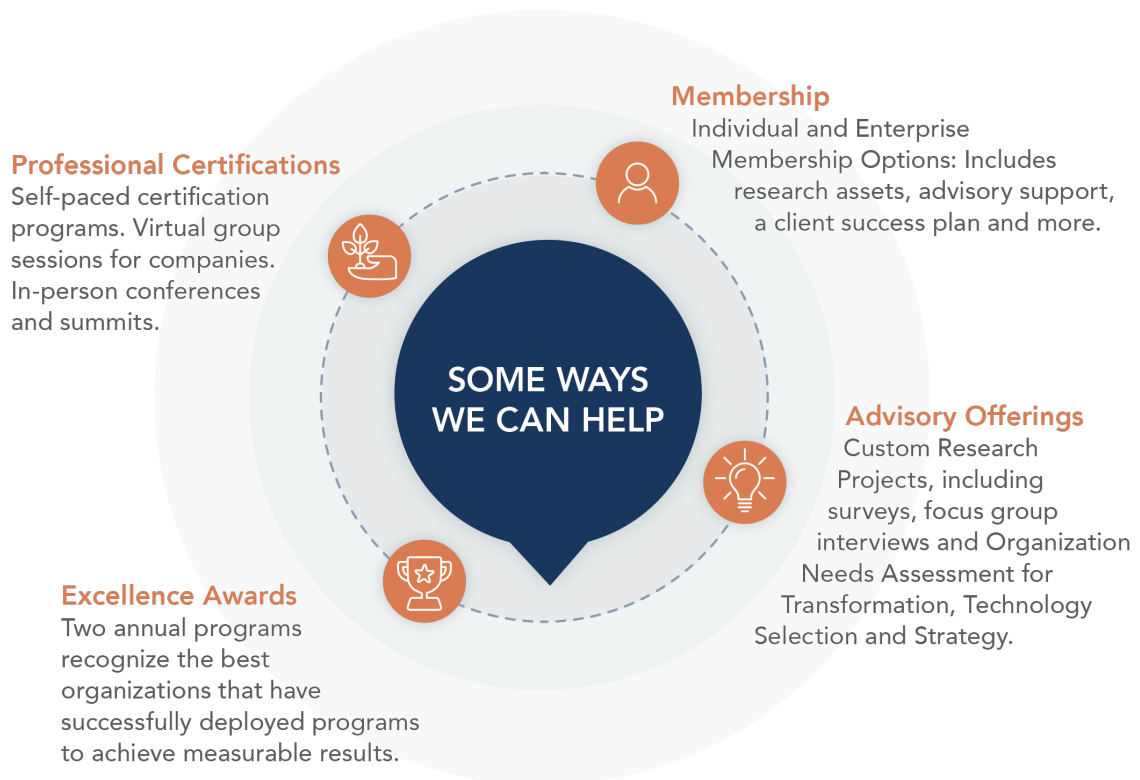 SOME WAYS
WE CAN HELP
Membership
Individual and Enterprise
Membership Options: Includes
research assets, advisory support,
a client success plan and more.
Professional Certifications
Self-paced certification
programs. Virtual group
sessions for companies.
In-person conferences
and summits.
Advisory Offerings
Custom Research
Projects, including
surveys, focus group
interviews and Organization
Needs Assessment for
Transformation, Technology
Selection and Strategy.
Excellence Awards
Two annual programs
recognize the best
organizations that have
successfully deployed programs
to achieve measurable results.